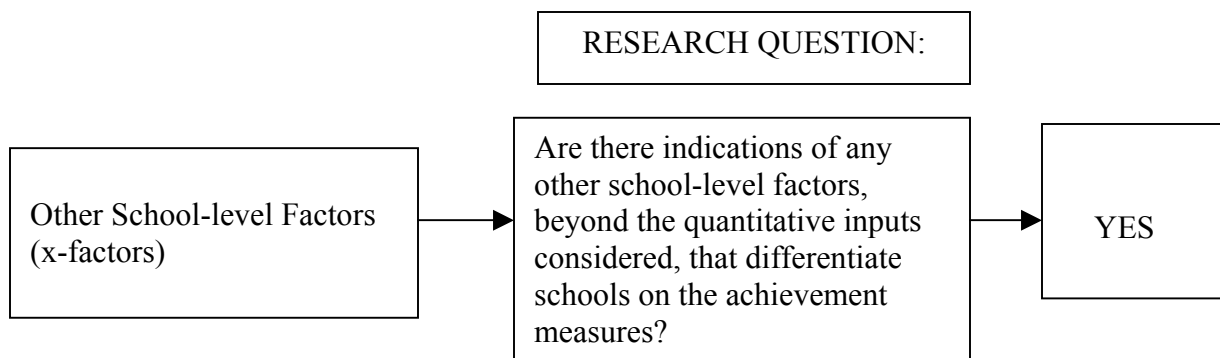 RESEARCH QUESTION:
Other School-level Factors
(x-factors)
Are there indications of any
other school-level factors,
beyond the quantitative inputs
considered, that differentiate
schools on the achievement
measures?
YES